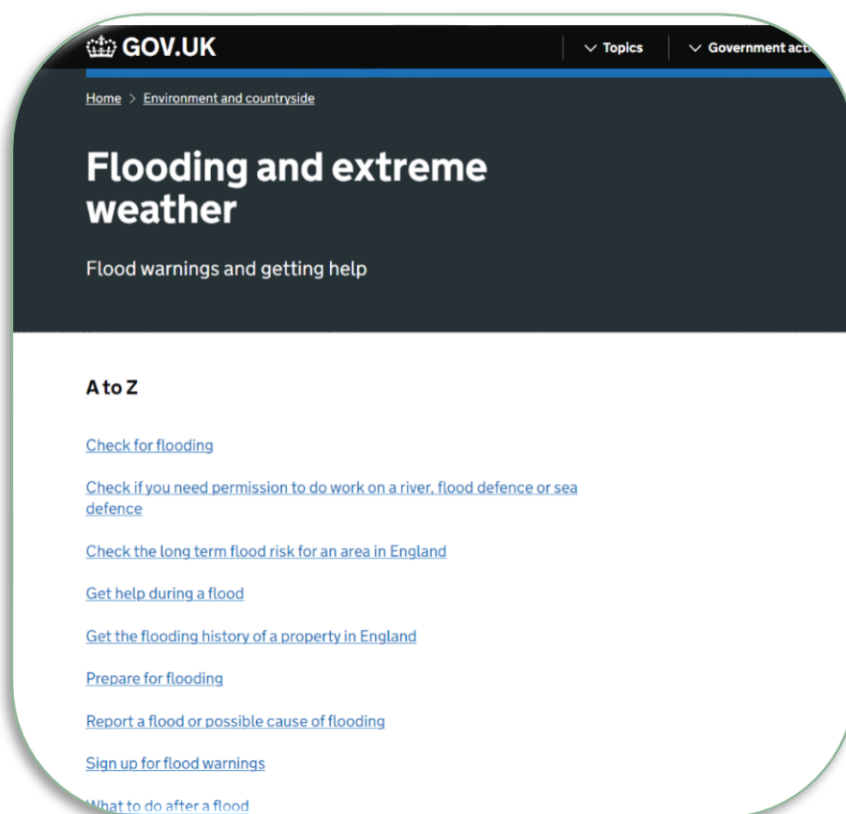 GOV.UK
Topics
Government acti
Home > Environment and countryside
Flooding and extreme
weather
Flood warnings and getting help
A to Z
Check for flooding
Check if you need permission to do work on a river, flood defence or sea
defence
Check the long term flood risk for an area in England
Get help during a flood
Get the flooding history of a property in England
Prepare for flooding
Report a flood or possible cause of flooding
Sign up for flood warnings
What to do after a flood